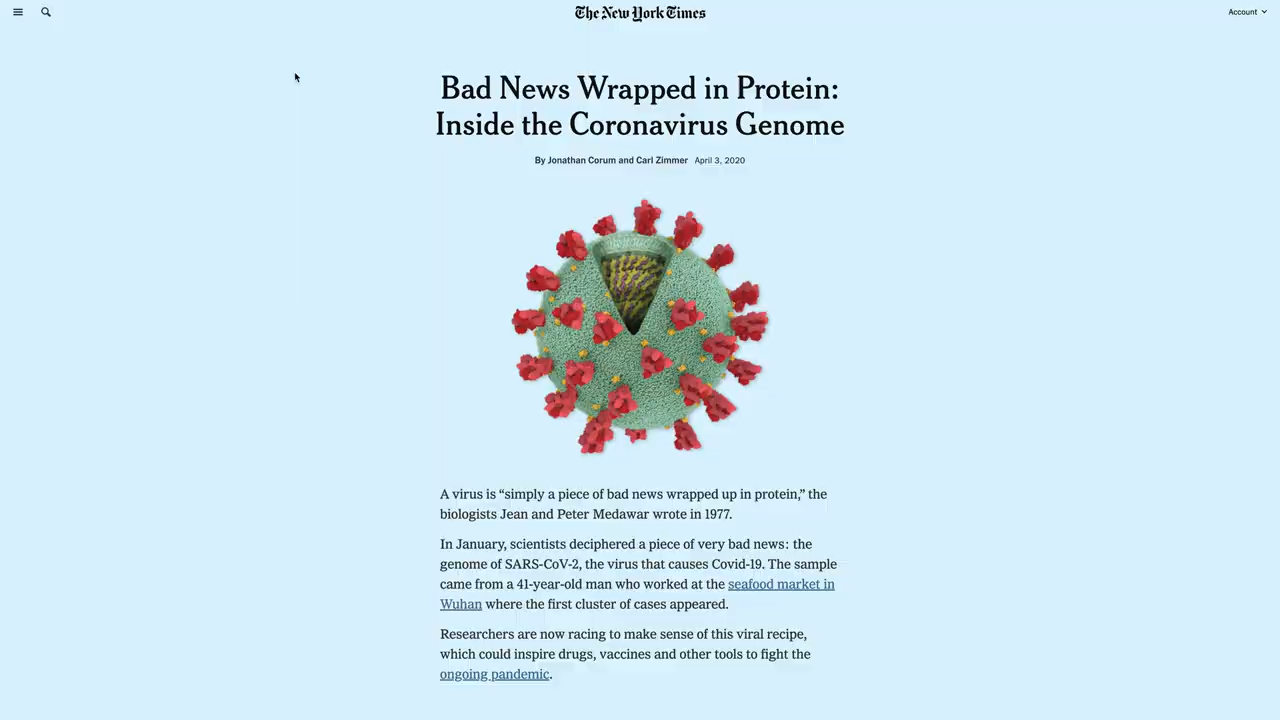 The New York Times
Account
Bad News Wrapped in Protein:
Inside the Coronavirus Genome
By Jonathan Corum and Carl Zimmer April 3, 2020
A virus is “simply a piece of bad news wrapped up in protein,” the
biologists Jean and Peter Medawar wrote in 1977.
In January, scientists deciphered a piece of very bad news: the
genome of SARS-CoV-2, the virus that causes Covid-19. The sample
came from a 41-year-old man who worked at the seafood market in
Wuhan where the first cluster of cases appeared.
Researchers are now racing to make sense of this viral recipe,
which could inspire drugs, vaccines and other tools to fight the
ongoing pandemic.